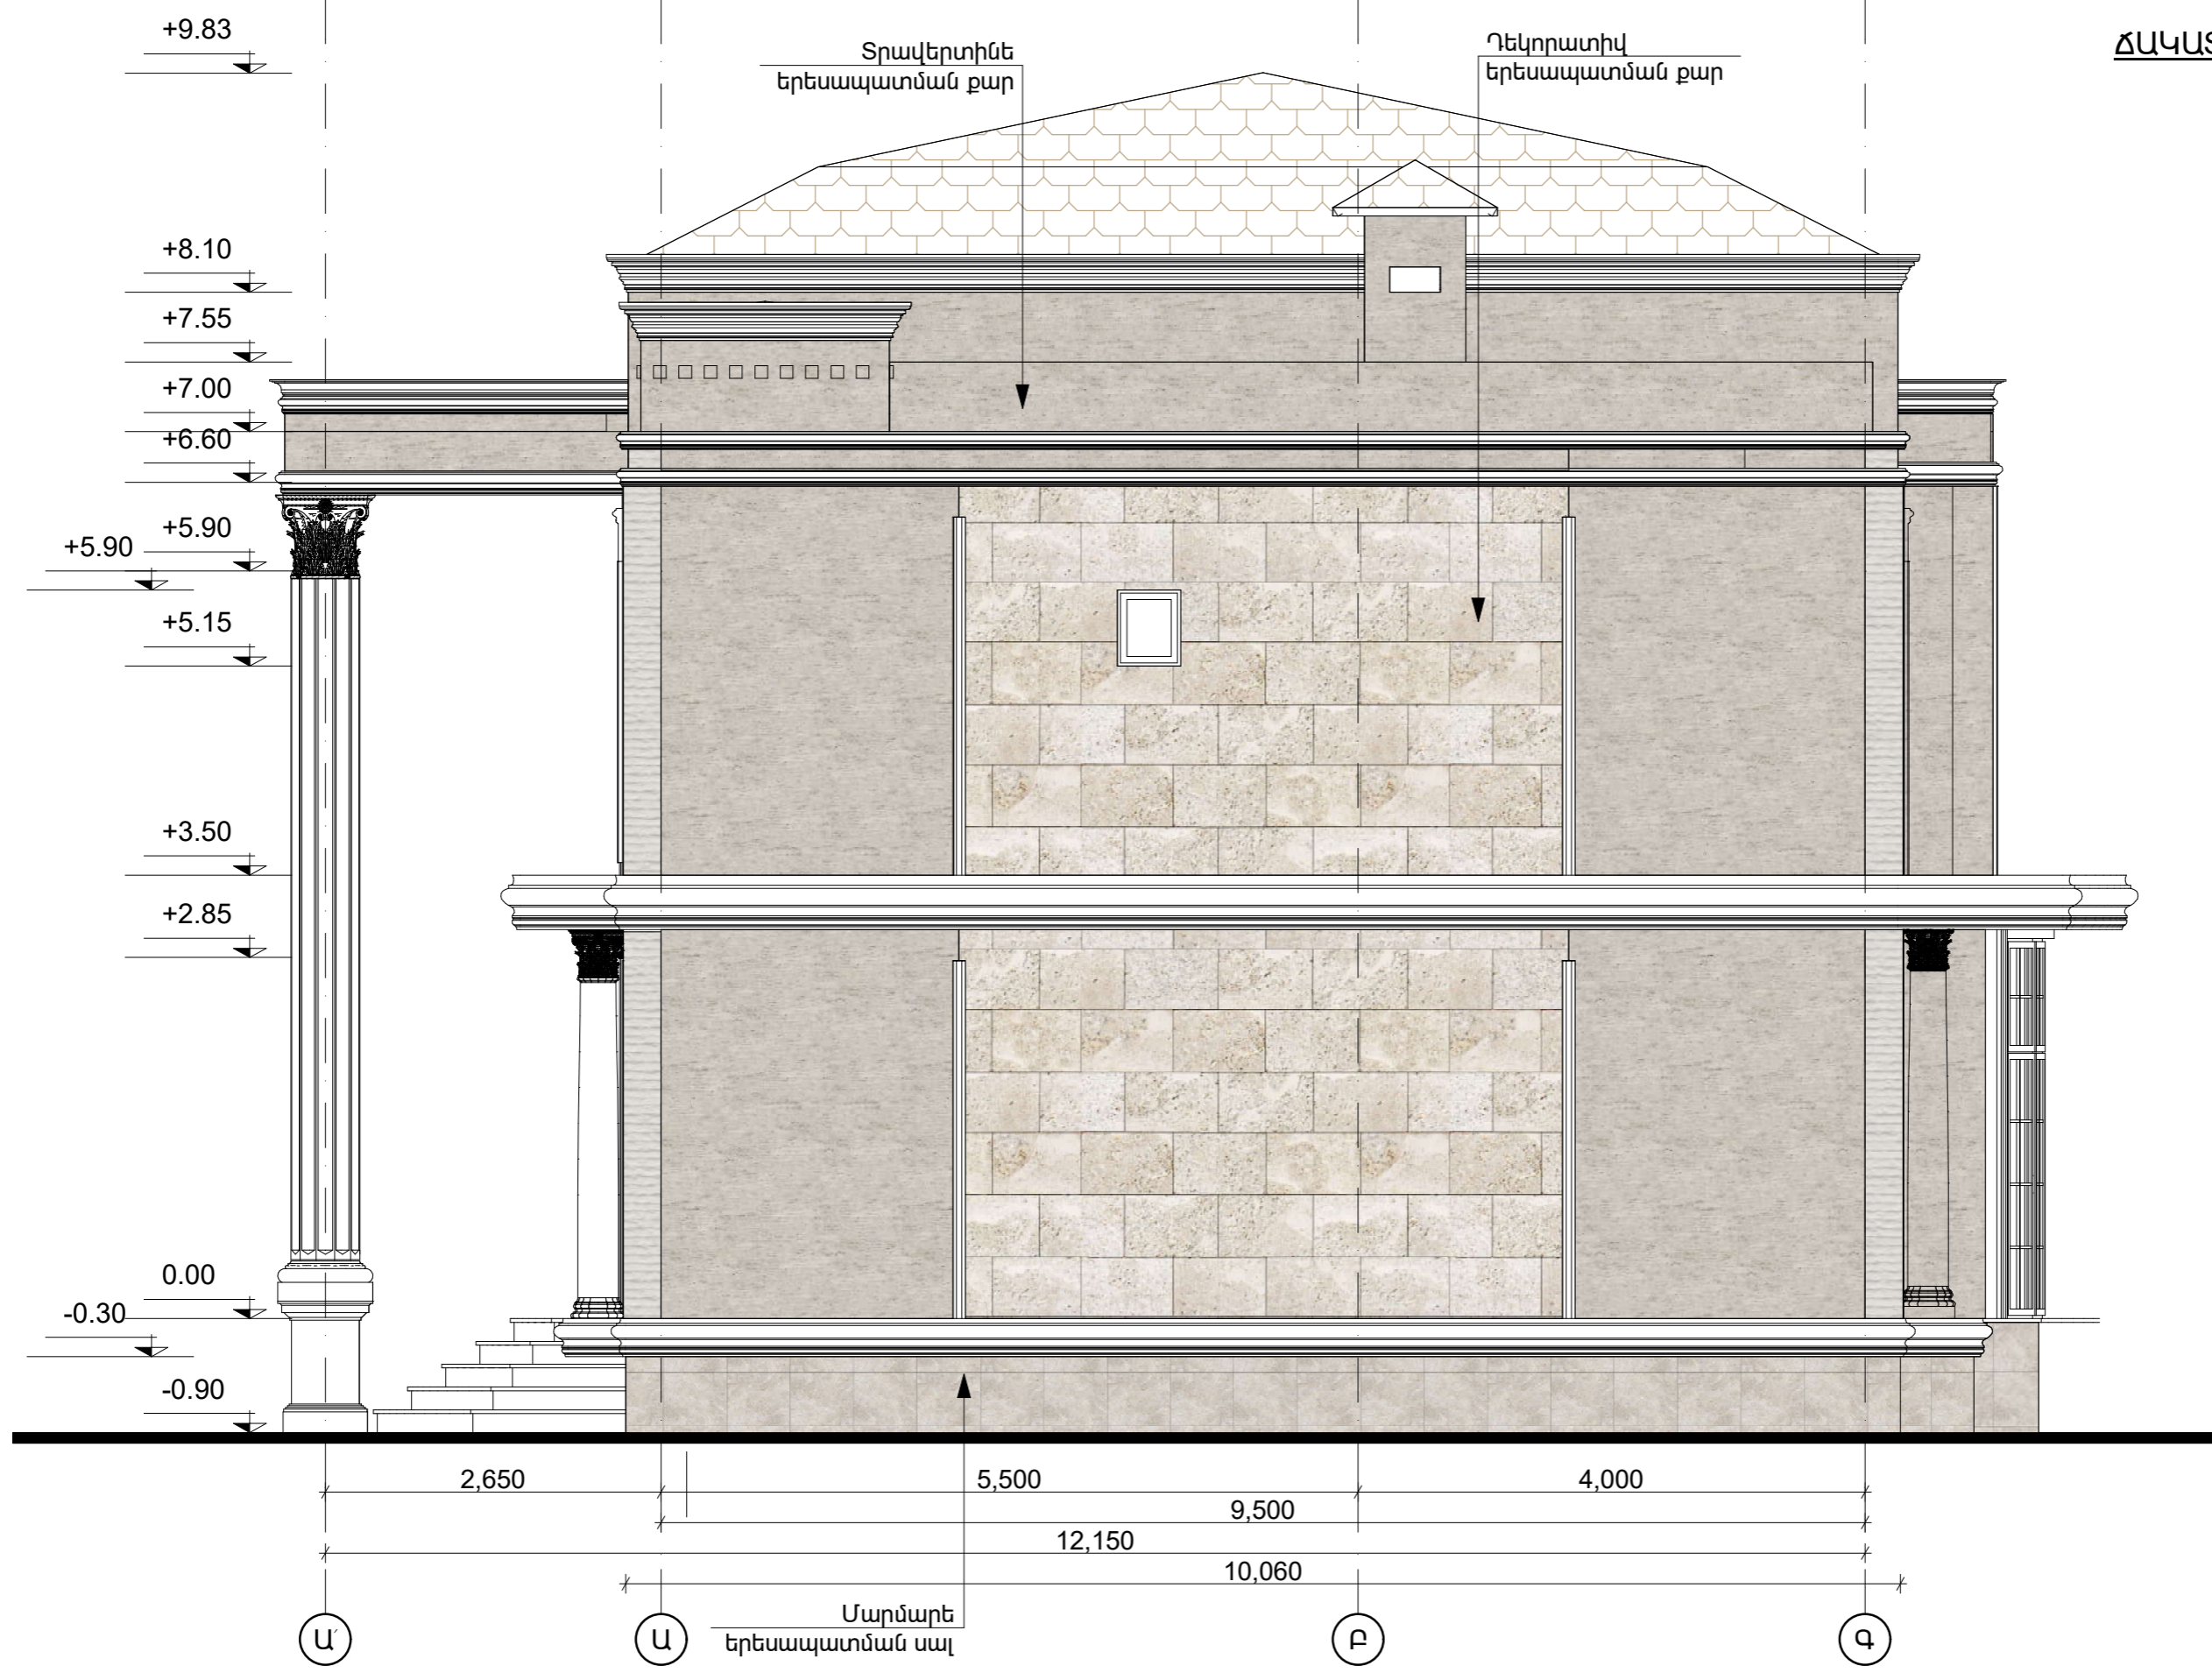 +9.83
ՃԱԿԱՏ
Տրավերտինե
երեսապատման քար
Դեկորատիվ
երեսապատման քար
+8.10
+7.55
+7.00
+6.60
+5.90
+5.90
+5.15
+3.50
+2.85
0.00
-0.30
-0.90
2,650
5,500
4,000
9,500
12,150
10,060
Մարմարե
երեսապատման սալ
Ա՛
Ա
Բ
Գ